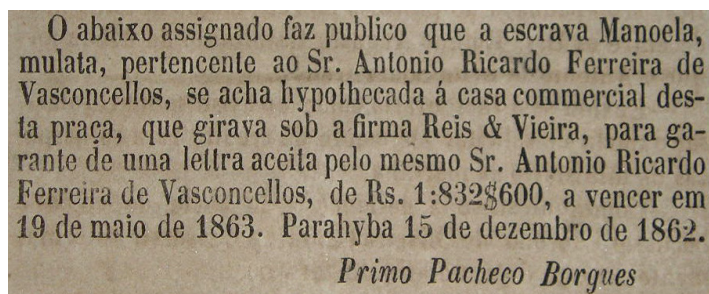 O abaixo assignado faz publico que a escrava Manoela,
mulata, pertencente ao Sr. Antonio Ricardo Ferreira de
Vasconcellos, se acha hypothecada á casa commercial des-
ta praça, que girava sob a firma Reis & Vieira, para ga-
rante de uma lettra aceita pelo mesmo Sr. Antonio Ricardo
Ferreira de Vasconcellos, de Rs. 1:832$600, a vencer em
19 de maio de 1863. Parahyba 15 de dezembro de 1862.
Primo Pacheco Borgues